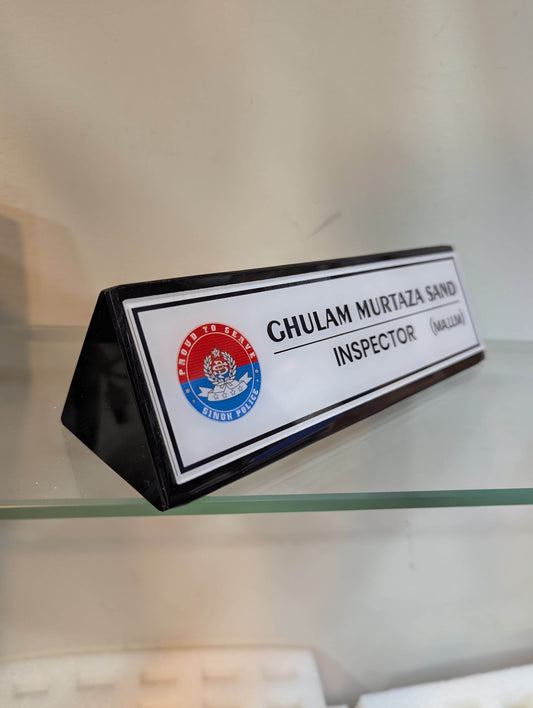 PROUD TO SERVE
SINDH POLICE
GHULAM MURTAZA SAND
INSPECTOR (MA.LLM)